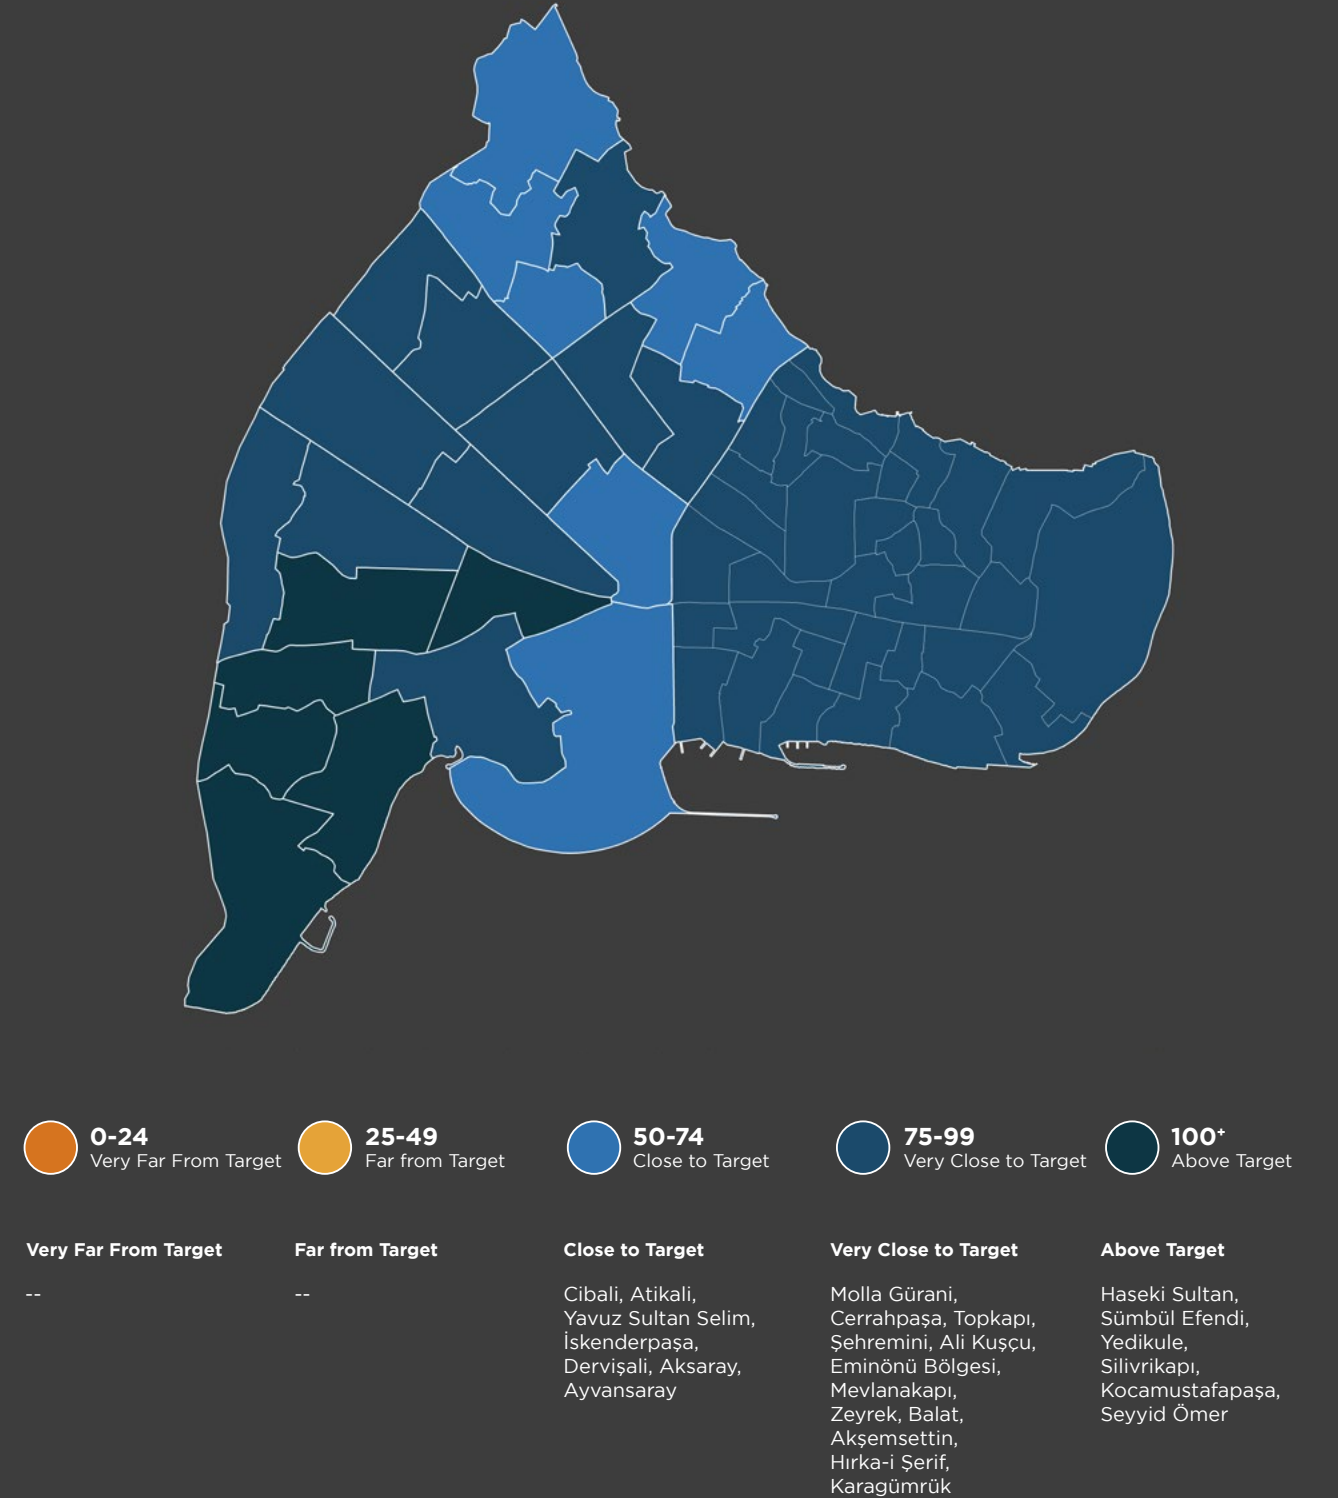 0-24
Very Far From Target
25-49
Far from Target
50-74
Close to Target
75-99
Very Close to Target
100+
Above Target
Very Far From Target
--
Far from Target
--
Close to Target
Cibali, Atikali,
Yavuz Sultan Selim,
İskenderpaşa,
Dervişali, Aksaray,
Ayvansaray
Very Close to Target
Molla Gürani,
Cerrahpaşa, Topkapı,
Şehremini, Ali Kuşçu,
Eminönü Bölgesi,
Mevlanakapı,
Zeyrek, Balat,
Akşemsettin,
Hırka-i Şerif,
Karagümrük
Above Target
Haseki Sultan,
Sümbül Efendi,
Yedikule,
Silivrikapı,
Kocamustafapaşa,
Seyyid Ömer